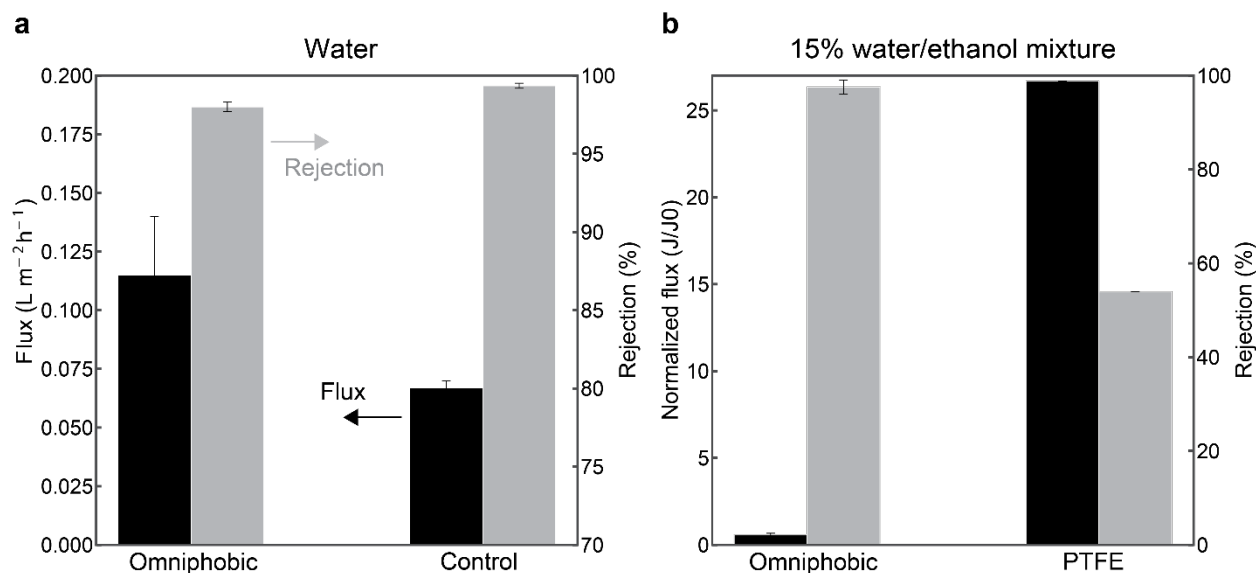 a
Water
Flux (L m⁻²h⁻¹)
0.200
0.175
0.150
0.125
0.100
0.075
0.050
0.025
0.000
Rejection
Flux
100
95
90
85
80
75
70
Rejection (%)
Omniphobic
Control
b
15% water/ethanol mixture
Normalized flux (J/J0)
25
20
15
10
5
0
100
80
60
40
20
0
Rejection (%)
Omniphobic
PTFE